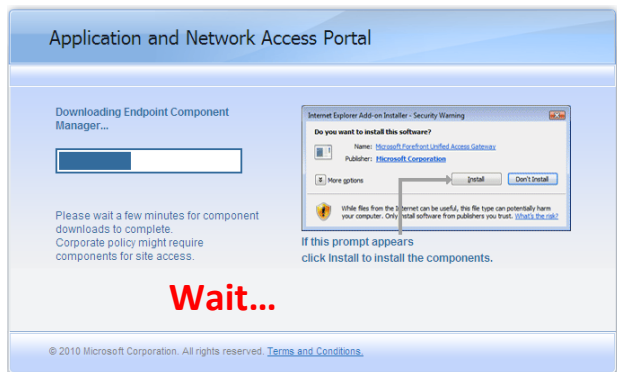 Application and Network Access Portal
Downloading Endpoint Component
Manager...
Please wait a few minutes for component
downloads to complete.
Corporate policy might require
components for site access.
Internet Explorer Add-on Installer - Security Warning
Do you want to install this software?
Name: Microsoft Forefront Unified Access Gateway
Publisher: Microsoft Corporation
More options
Install
Don't Install
While files from the Internet can be useful, this file type can potentially harm
your computer. Only install software from publishers you trust. What's the risk?
If this prompt appears
click Install to install the components.
Wait...
© 2010 Microsoft Corporation. All rights reserved. Terms and Conditions.